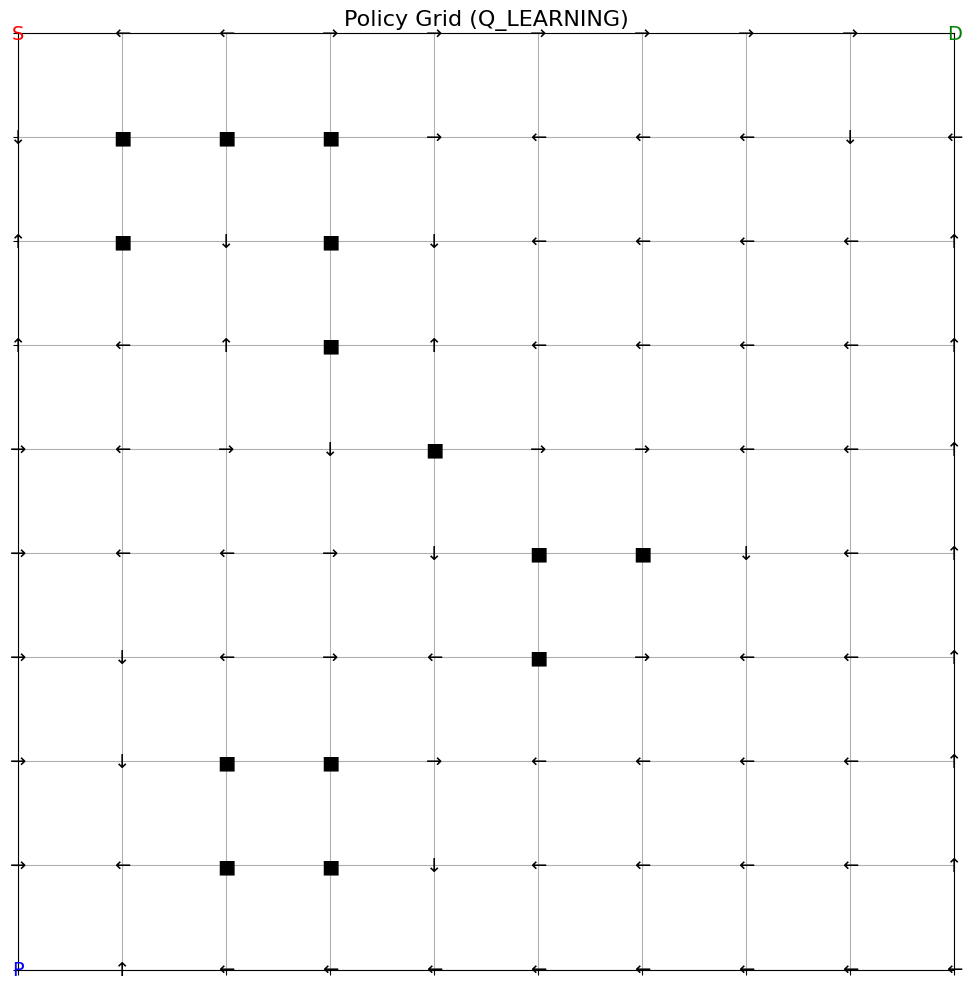 Policy Grid (Q_LEARNING)
S ← ← → → → → → → D
↓ ■ ■ ■ → ← ← ← ↓ ←
↑ ■ ↓ ■ ↓ ← ← ← ← ↑
↑ ← ↑ ■ ↑ ← ← ← ← ↑
→ ← → ↓ ■ → → ← ← ↑
→ ← ← → ↓ ■ ■ ↓ ← ↑
→ ↓ ← → ← ■ → ← ← ↑
→ ↓ ■ ■ → ← ← ← ← ↑
→ ← ■ ■ ↓ ← ← ← ← ↑
P ↑ ← ← ← ← ← ← ← ←